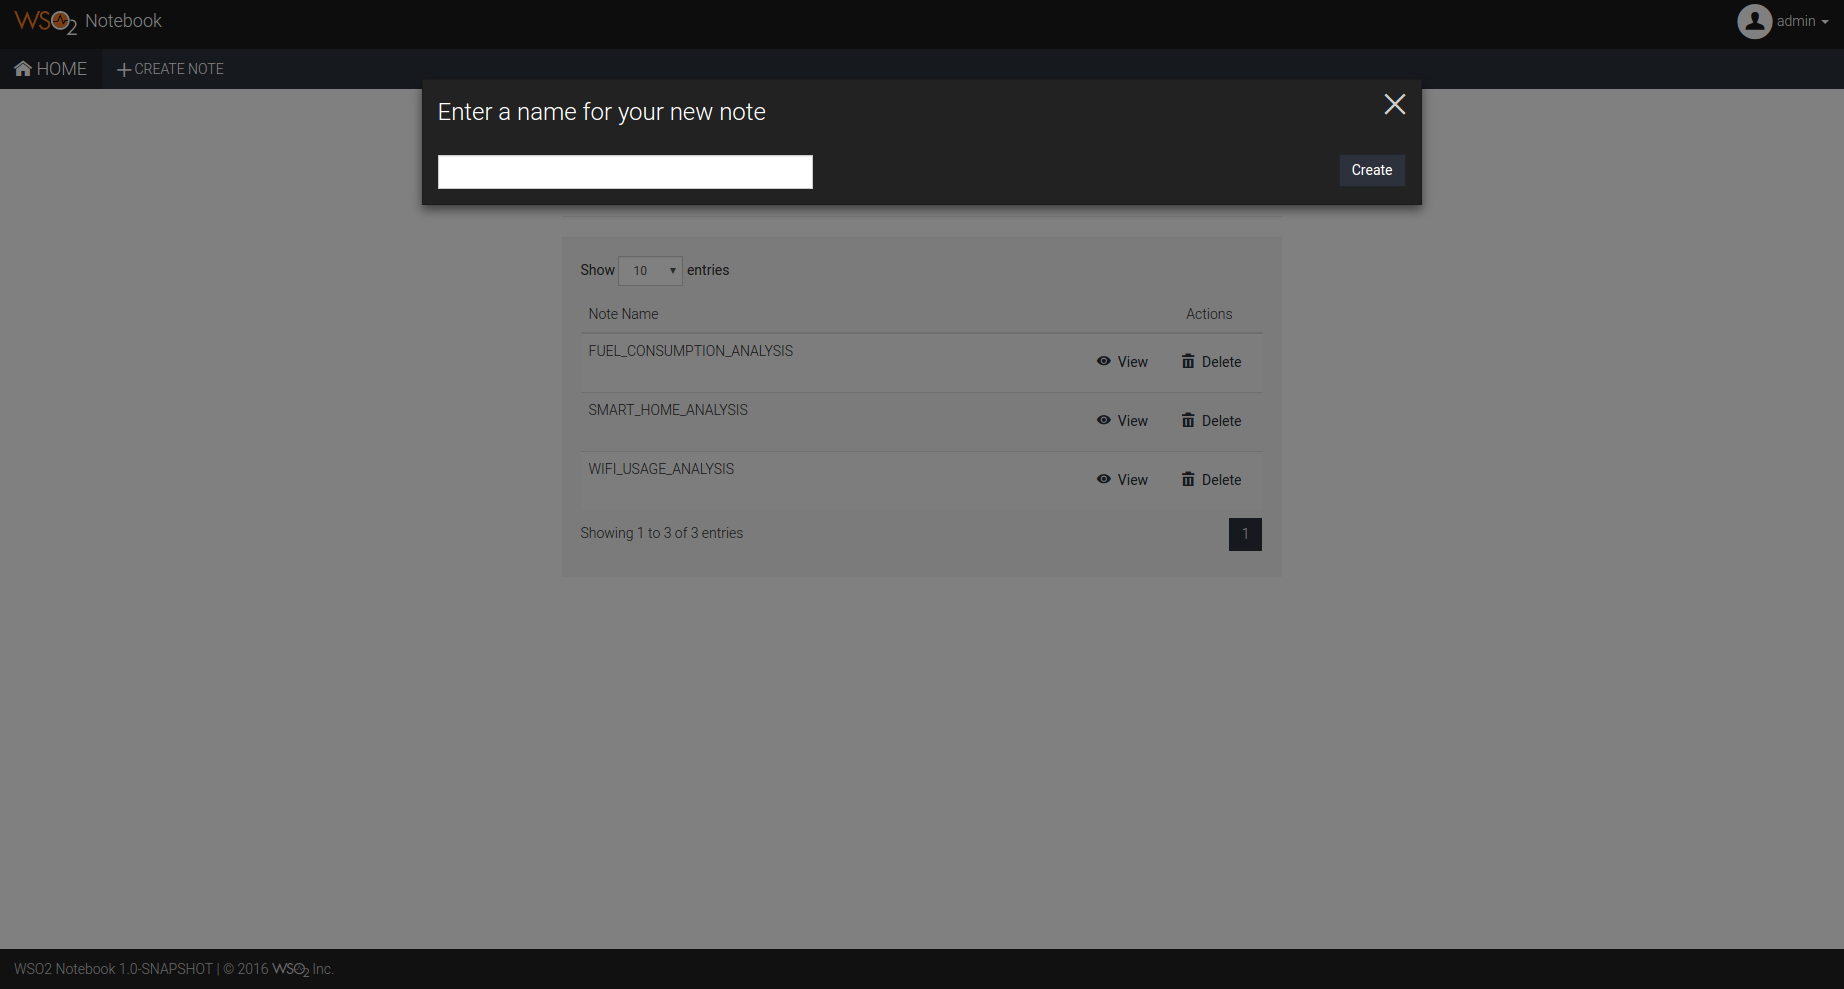 WSO2 Notebook
admin
HOME
CREATE NOTE
Enter a name for your new note
Create
Show 10 entries
Note Name Actions
FUEL_CONSUMPTION_ANALYSIS View Delete
SMART_HOME_ANALYSIS View Delete
WIFI_USAGE_ANALYSIS View Delete
Showing 1 to 3 of 3 entries 1
WSO2 Notebook 1.0-SNAPSHOT | © 2016 WSO2 Inc.